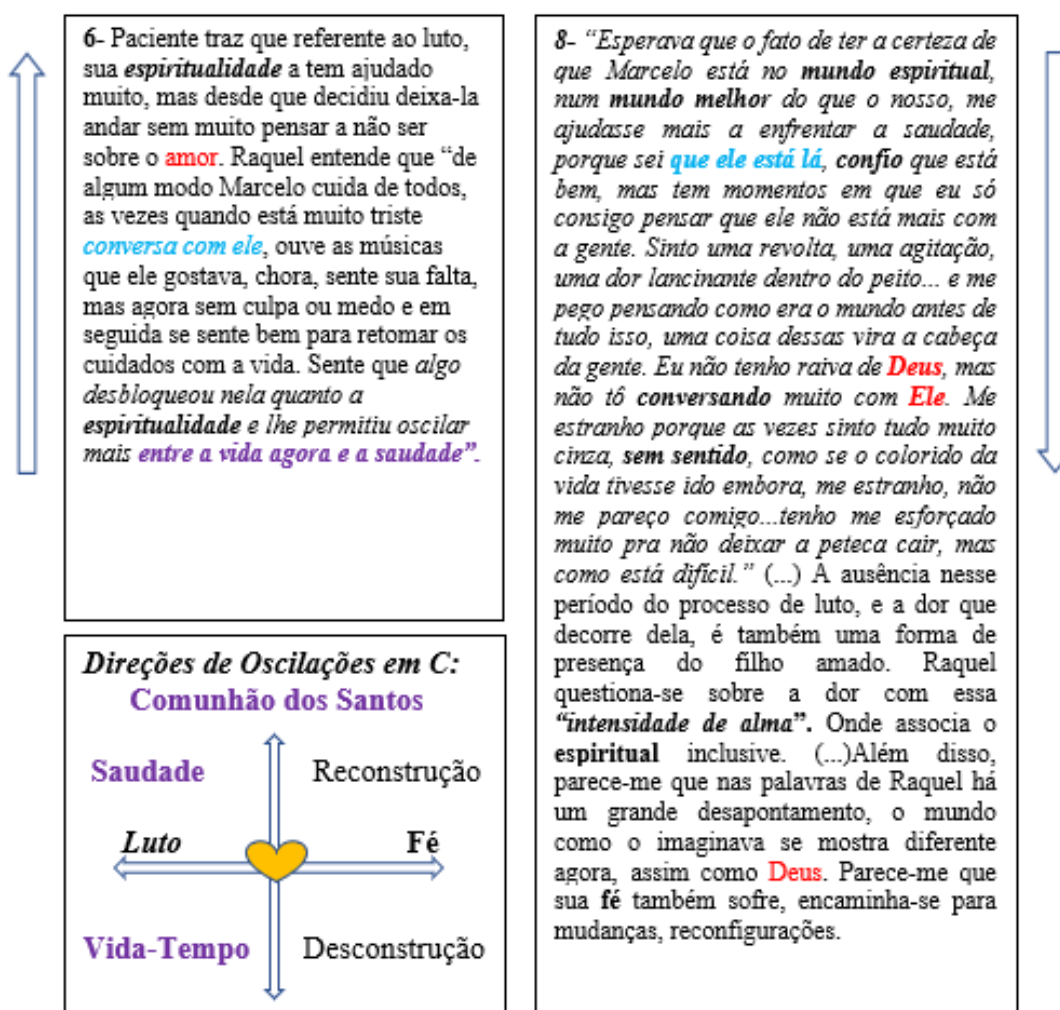 6- Paciente traz que referente ao luto,
sua espiritualidade a tem ajudado
muito, mas desde que decidiu deixa-la
andar sem muito pensar a não ser
sobre o amor. Raquel entende que “de
algum modo Marcelo cuida de todos,
as vezes quando está muito triste
conversa com ele, ouve as músicas
que ele gostava, chora, sente sua falta,
mas agora sem culpa ou medo e em
seguida se sente bem para retomar os
cuidados com a vida. Sente que algo
desbloqueou nela quanto a
espiritualidade e lhe permitiu oscilar
mais entre a vida agora e a saudade”.
Direções de Oscilações em C:
Comunhão dos Santos
Saudade Reconstrução
Luto Fé
Vida-Tempo Desconstrução
8- “Esperava que o fato de ter a certeza de
que Marcelo está no mundo espiritual,
num mundo melhor do que o nosso, me
ajudasse mais a enfrentar a saudade,
porque sei que ele está lá, confio que está
bem, mas tem momentos em que eu só
consigo pensar que ele não está mais com
a gente. Sinto uma revolta, uma agitação,
uma dor lancinante dentro do peito... e me
pego pensando como era o mundo antes de
tudo isso, uma coisa dessas vira a cabeça
da gente. Eu não tenho raiva de Deus, mas
não tô conversando muito com Ele. Me
estranho porque as vezes sinto tudo muito
cinza, sem sentido, como se o colorido da
vida tivesse ido embora, me estranho, não
me pareço comigo...tenho me esforçado
muito pra não deixar a peteca cair, mas
como está difícil.” (...) A ausência nesse
período do processo de luto, e a dor que
decorre dela, é também uma forma de
presença do filho amado. Raquel
questiona-se sobre a dor com essa
“intensidade de alma”. Onde associa o
espiritual inclusive. (...)Além disso,
parece-me que nas palavras de Raquel há
um grande desapontamento, o mundo
como o imaginava se mostra diferente
agora, assim como Deus. Parece-me que
sua fé também sofre, encaminha-se para
mudanças, reconfigurações.